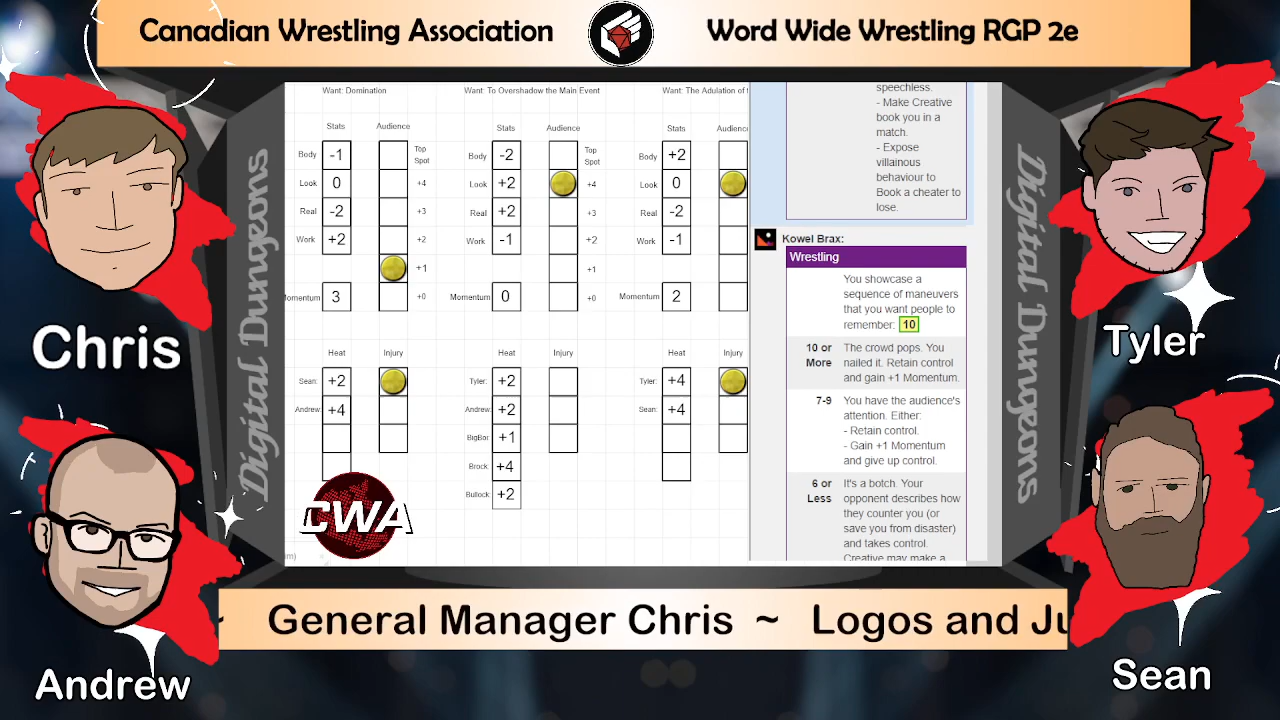 Canadian Wrestling Association
Word Wide Wrestling RGP 2e
Chris
Andrew
Tyler
Sean
Digital Dungeons
Digital Dungeons
Want: Domination
Stats Audience
Body -1 Top Spot
Look 0 +4
Real -2 +3
Work +2 +2
+1
Momentum 3 +0
Heat Injury
Sean: +2
Andrew: +4
Want: To Overshadow the Main Event
Stats Audience
Body -2 Top Spot
Look +2 +4
Real +2 +3
Work -1 +2
+1
Momentum: 0 +0
Heat Injury
Tyler: +2
Andrew: +2
BigBor: +1
Brock: +4
Bullock: +2
Want: The Adulation of
Stats Audience
Body +2
Look 0
Real -2
Work -1
Momentum 2
Heat Injury
Tyler: +4
Sean: +4
CWA
speechless.
- Make Creative
book you in a
match.
- Expose
villainous
behaviour to
Book a cheater to
lose.
Kowel Brax:
Wrestling
You showcase a
sequence of maneuvers
that you want people to
remember: 10
10 or More
The crowd pops. You
nailed it. Retain control
and gain +1 Momentum.
7-9
You have the audience's
attention. Either:
- Retain control.
- Gain +1 Momentum
and give up control.
6 or Less
It's a botch. Your
opponent describes how
they counter you (or
save you from disaster)
and takes control.
Creative may make a
~ General Manager Chris ~ Logos and Ju